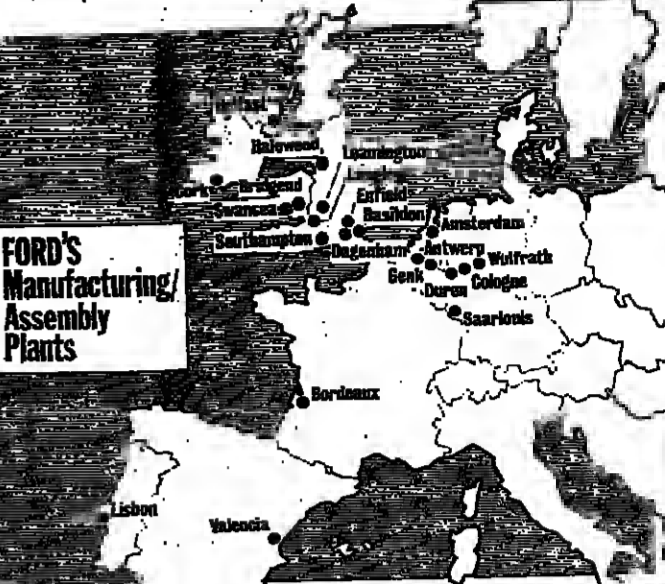 Belfast
Halewood
Leamington
Cork
Bridgend
Enfield
Swansea
Basildon
Southampton
Dagenham
Amsterdam
Antwerp
Wulfrath
Genk
Duren
Cologne
Saarlouis
FORD'S
Manufacturing/
Assembly
Plants
Bordeaux
Lisbon
Valencia